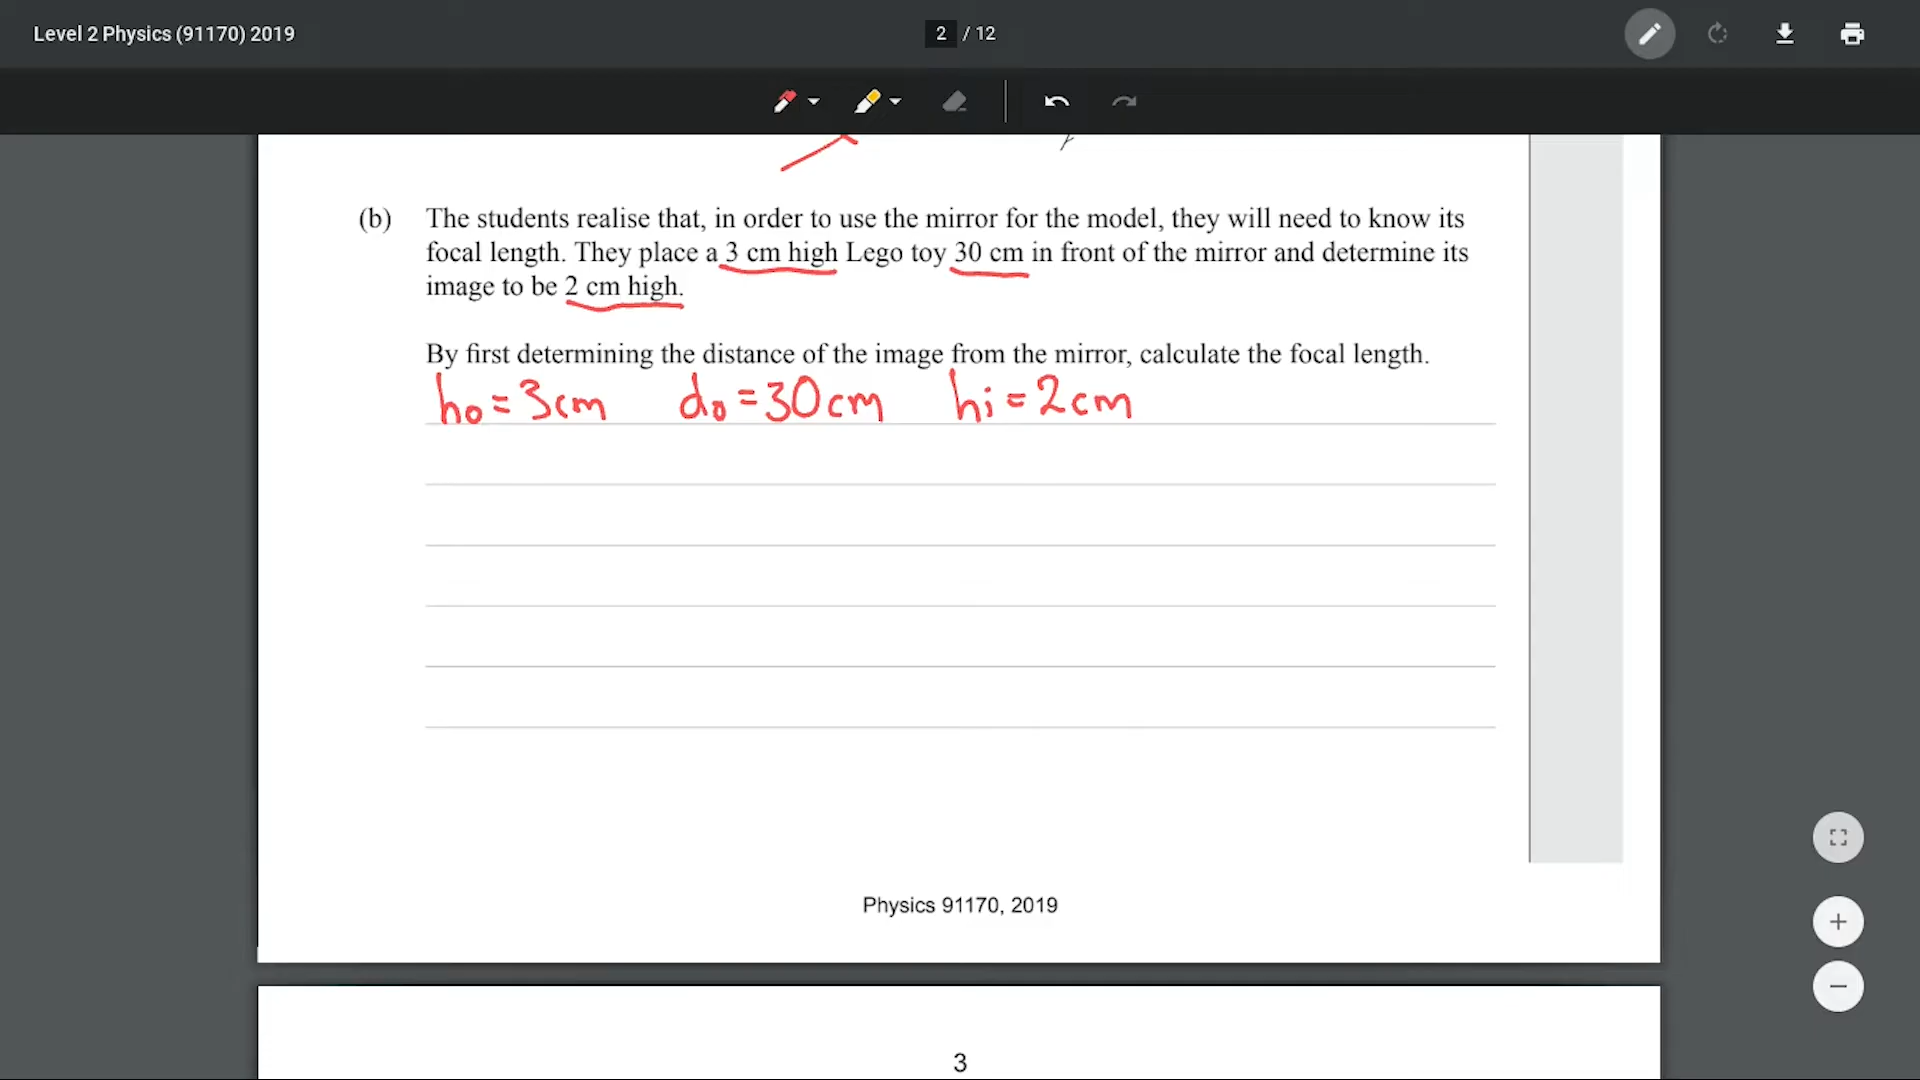 Level 2 Physics (91170) 2019
2 / 12
(b) The students realise that, in order to use the mirror for the model, they will need to know its
focal length. They place a 3 cm high Lego toy 30 cm in front of the mirror and determine its
image to be 2 cm high.
By first determining the distance of the image from the mirror, calculate the focal length.
ho = 3cm do = 30cm hi = 2cm
Physics 91170, 2019
3